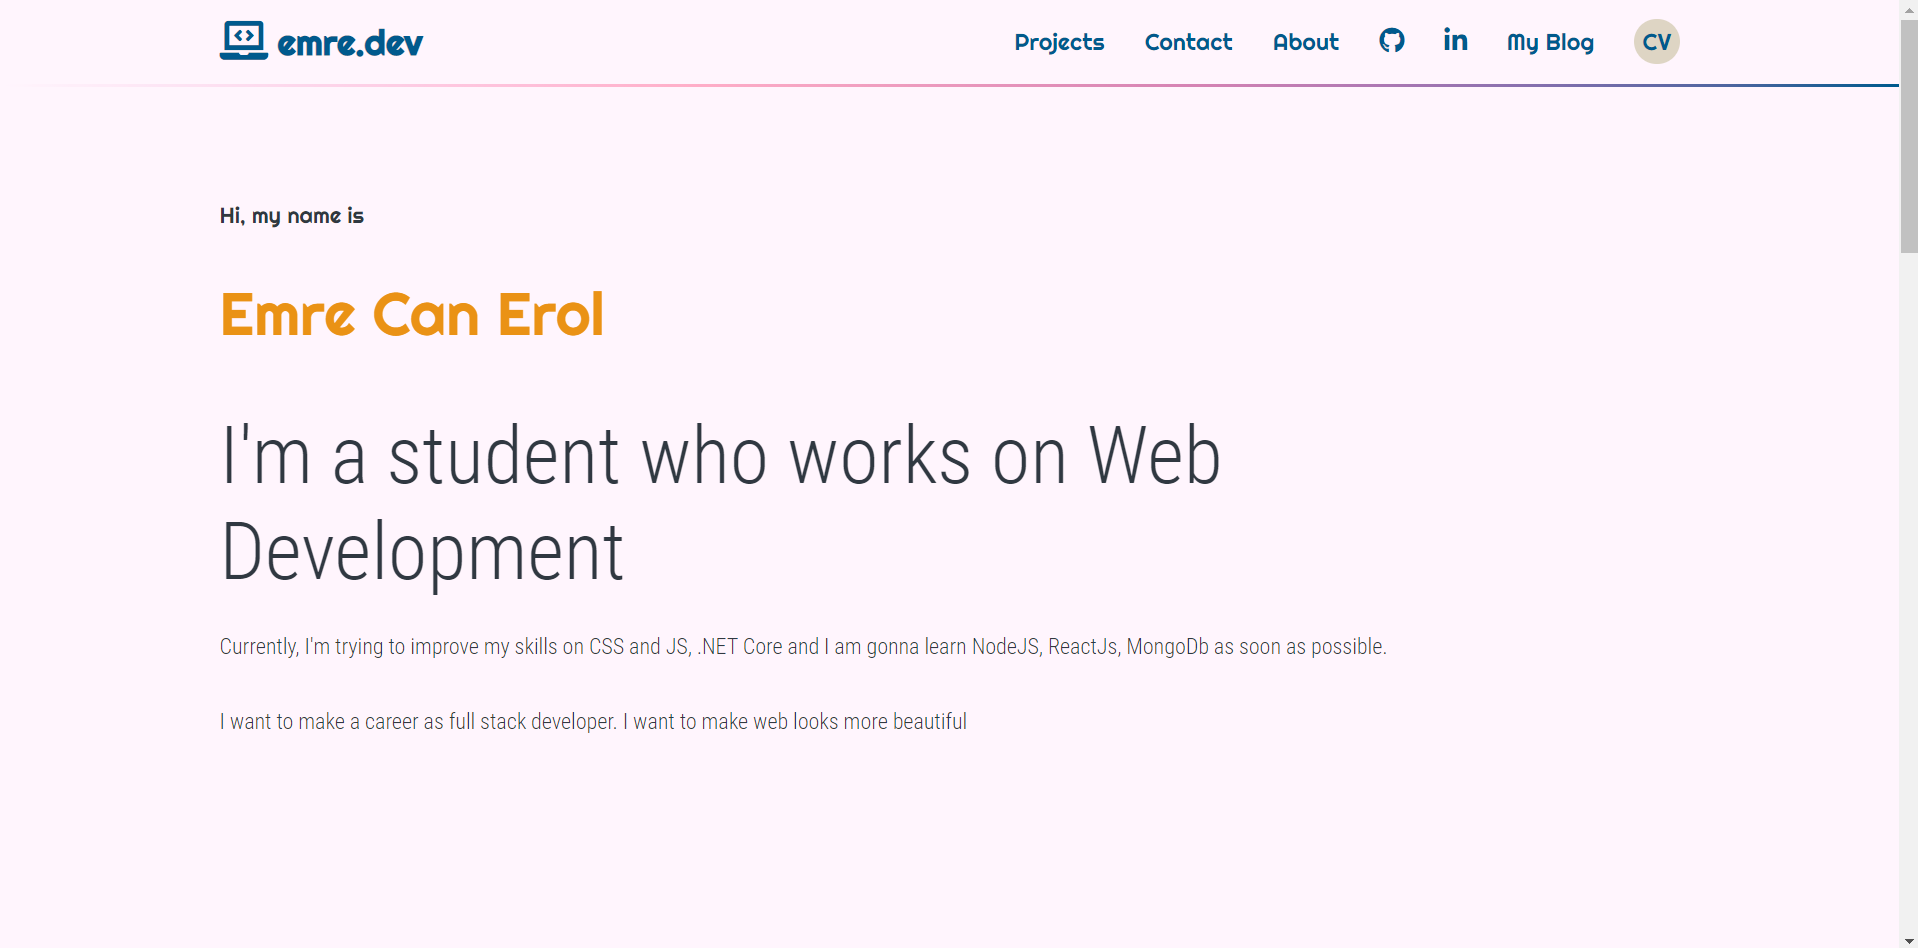 emre.dev
Projects Contact About in My Blog CV
Hi, my name is
Emre Can Erol
I'm a student who works on Web
Development
Currently, I'm trying to improve my skills on CSS and JS, .NET Core and I am gonna learn NodeJS, ReactJs, MongoDb as soon as possible.
I want to make a career as full stack developer. I want to make web looks more beautiful